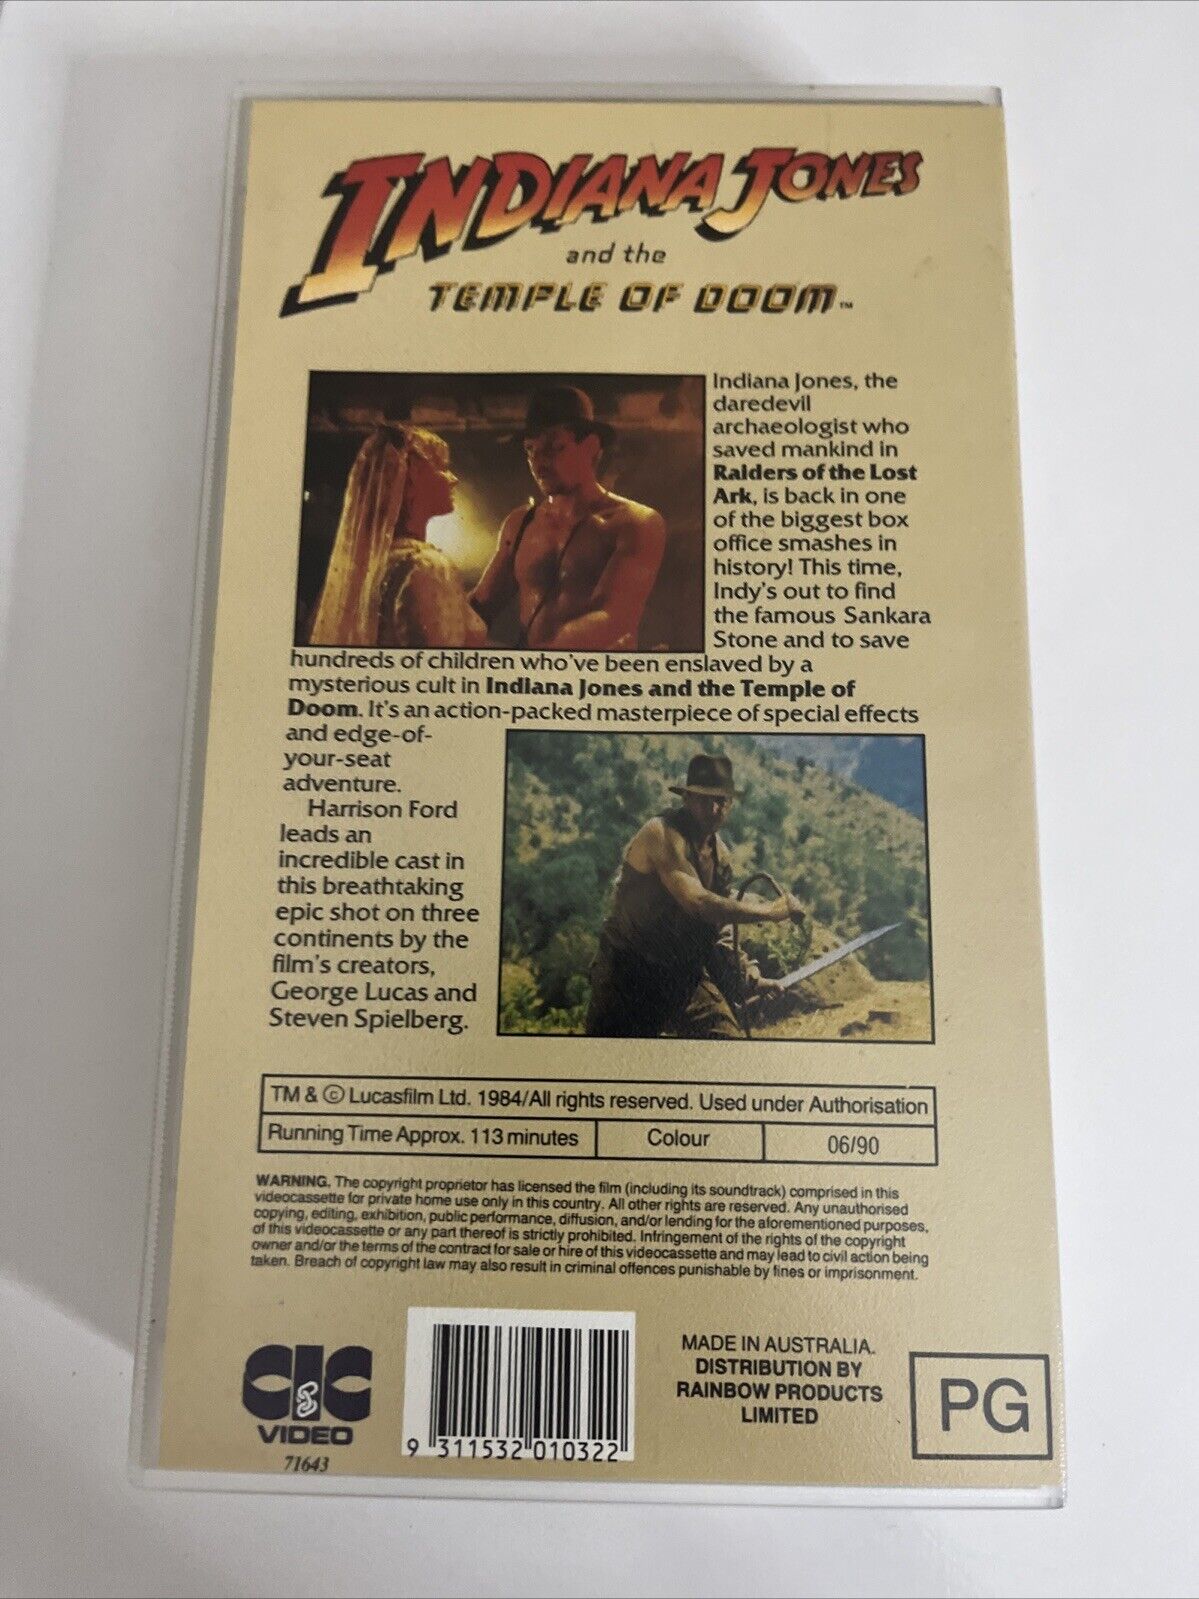 INDIANA JONES
and the
TEMPLE OF DOOM™
Indiana Jones, the
daredevil
archaeologist who
saved mankind in
Raiders of the Lost
Ark, is back in one
of the biggest box
office smashes in
history! This time,
Indy's out to find
the famous Sankara
Stone and to save
hundreds of children who've been enslaved by a
mysterious cult in Indiana Jones and the Temple of
Doom. It's an action-packed masterpiece of special effects
and edge-of-
your-seat
adventure.
Harrison Ford
leads an
incredible cast in
this breathtaking
epic shot on three
continents by the
film's creators,
George Lucas and
Steven Spielberg.
TM & © Lucasfilm Ltd. 1984/All rights reserved. Used under Authorisation
Running Time Approx. 113 minutes
Colour
06/90
WARNING. The copyright proprietor has licensed the film (including its soundtrack) comprised in this
videocassette for private home use only in this country. All other rights are reserved. Any unauthorised
copying, editing, exhibition, public performance, diffusion, and/or lending for the aforementioned purposes,
of this videocassette or any part thereof is strictly prohibited. Infringement of the rights of the copyright
owner and/or the terms of the contract for sale or hire of this videocassette and may lead to civil action being
taken. Breach of copyright law may also result in criminal offences punishable by fines or imprisonment.
CIC
VIDEO
71643
9 311532 010322
MADE IN AUSTRALIA.
DISTRIBUTION BY
RAINBOW PRODUCTS
LIMITED
PG